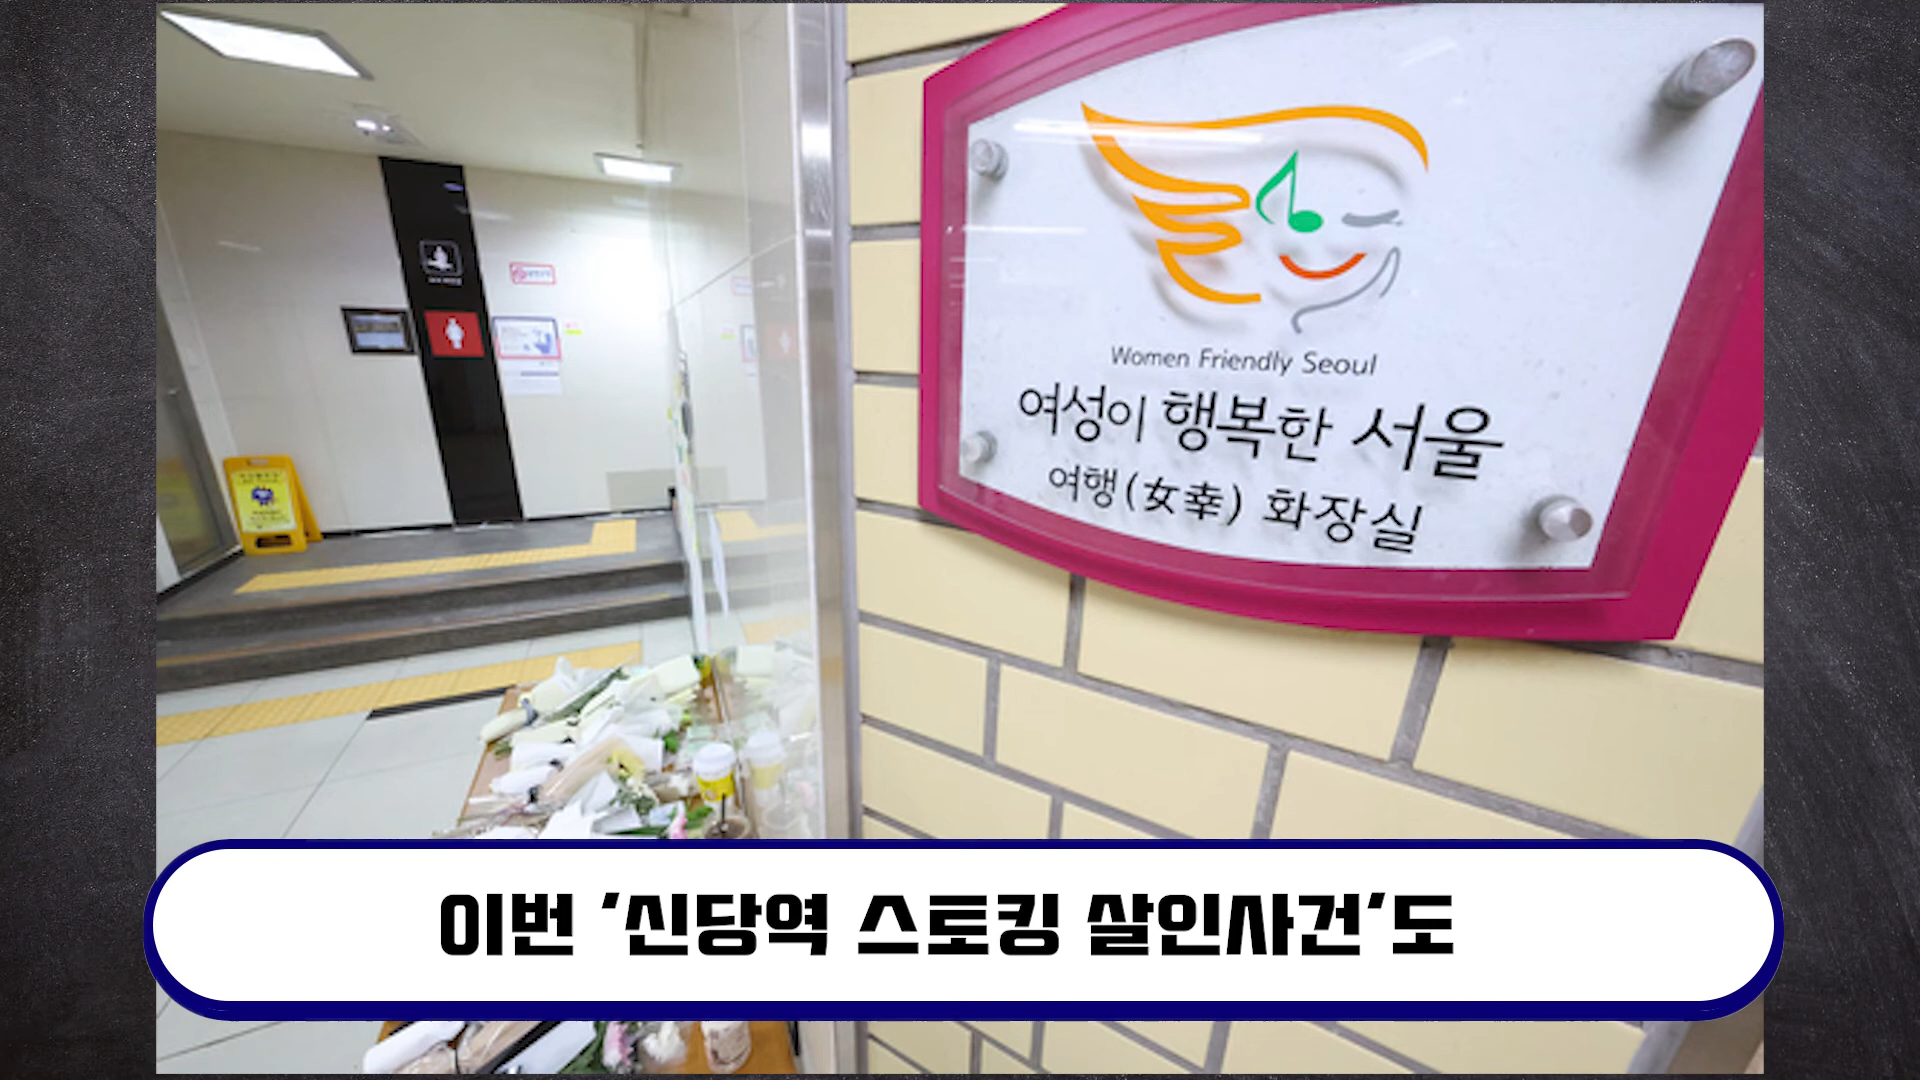 Women Friendly Seoul
여성이 행복한 서울
여행(女幸) 화장실
이번 '신당역 스토킹 살인사건'도